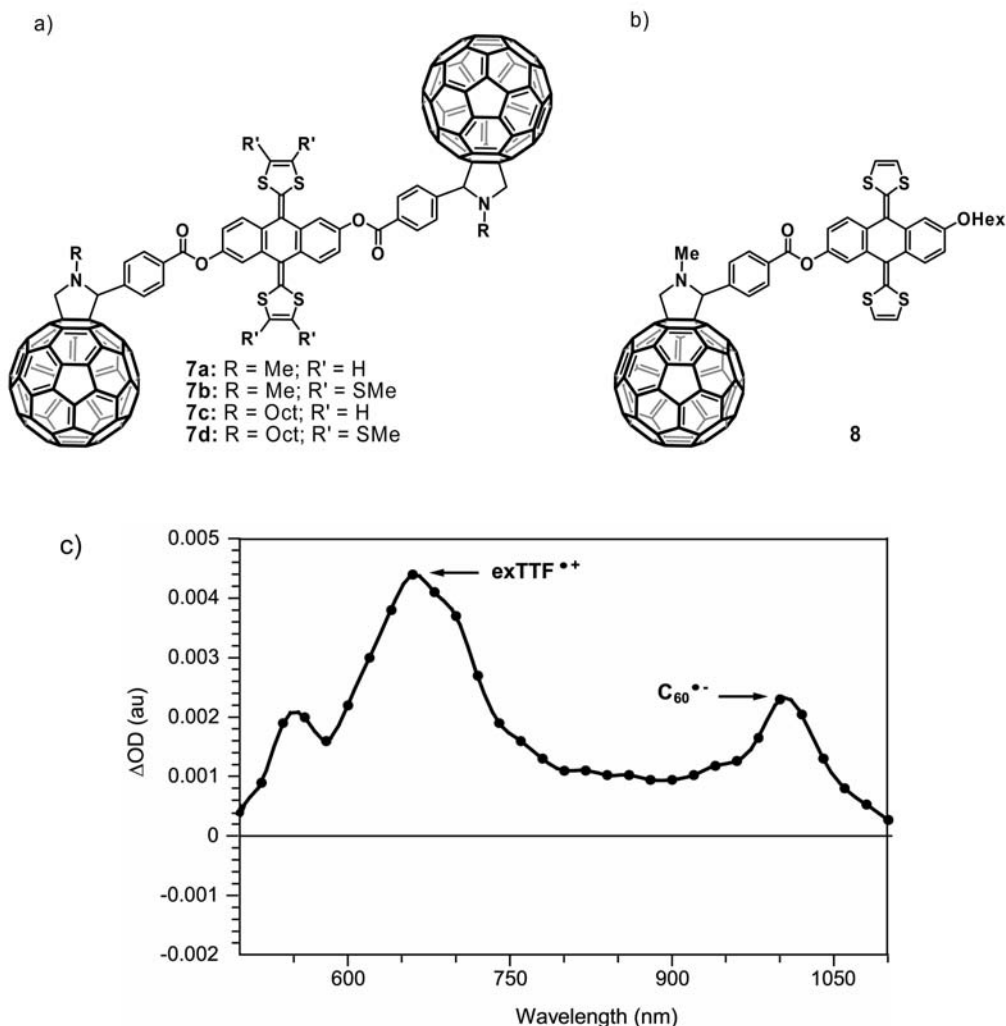 a)
b)
R'
R'
S
S
O
O
N
R
O
O
R
N
S
S
R'
R'
7a: R = Me; R' = H
7b: R = Me; R' = SMe
7c: R = Oct; R' = H
7d: R = Oct; R' = SMe
S
S
OHex
O
O
Me
N
S
S
8
c)
0.005
0.004
0.003
0.002
0.001
0
-0.001
-0.002
ΔOD (au)
exTTF •+
C60 •-
600
750
900
1050
Wavelength (nm)